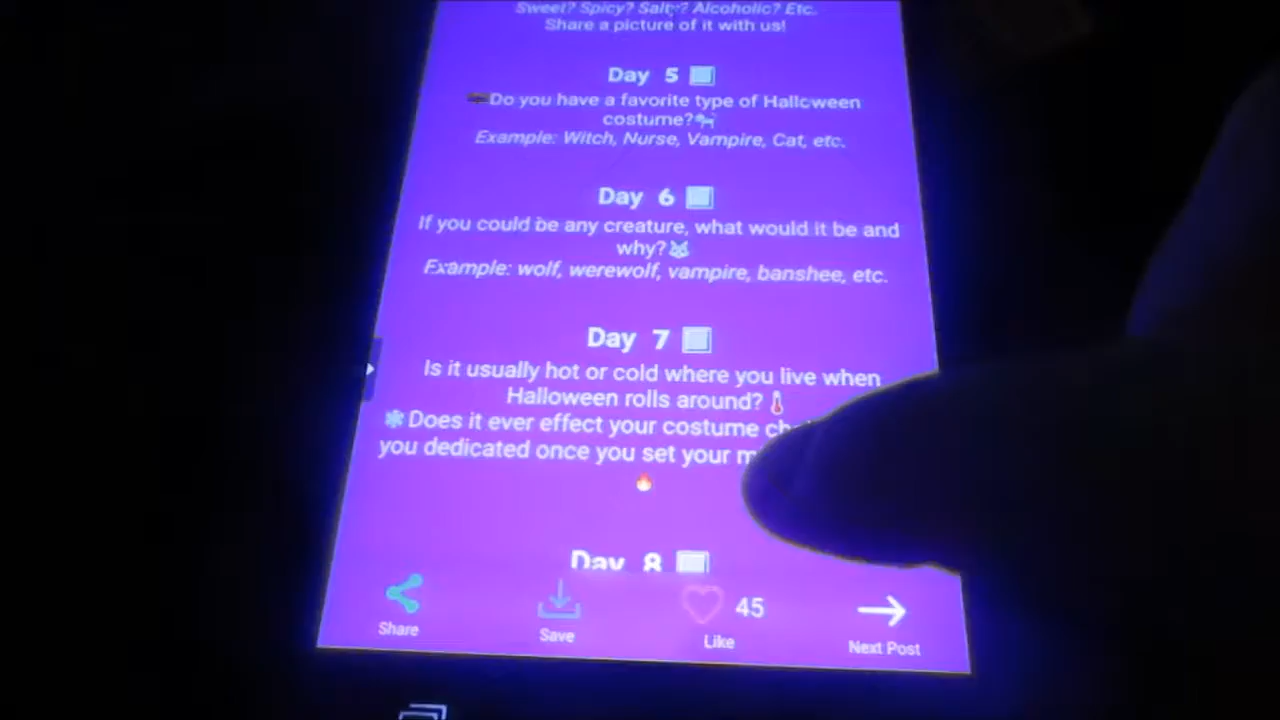 Sweet? Spicy? Salty? Alcoholic? Etc.
Share a picture of it with us!
Day 5
Do you have a favorite type of Halloween
costume?
Example: Witch, Nurse, Vampire, Cat, etc.
Day 6
If you could be any creature, what would it be and
why?
Example: wolf, werewolf, vampire, banshee, etc.
Day 7
Is it usually hot or cold where you live when
Halloween rolls around?
Does it ever effect your costume
you dedicated once you set your
Day 8
Share
Save
45
Like
Next Post